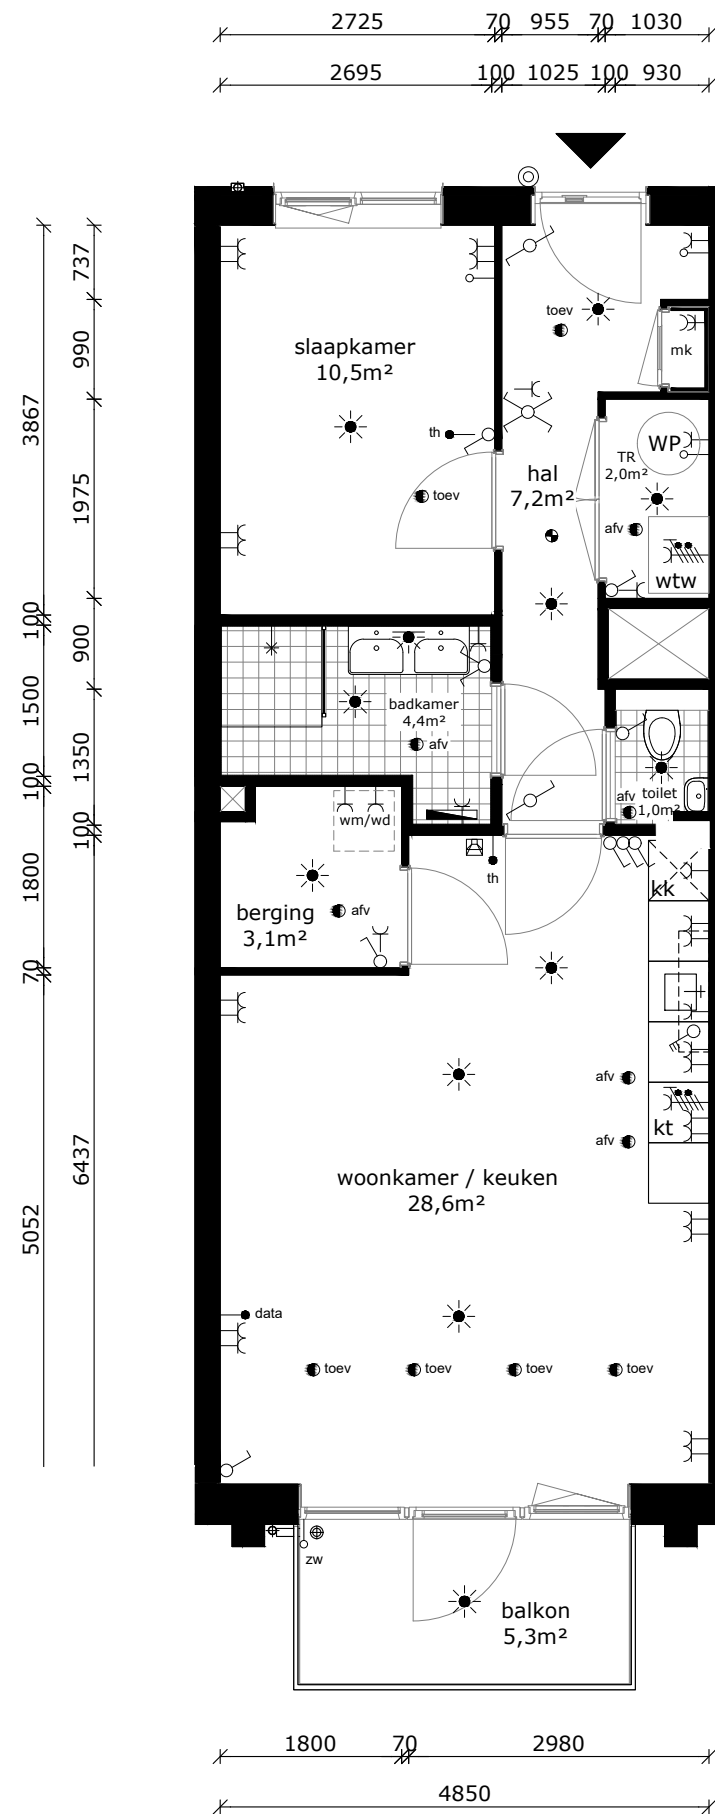 2725 70 955 70 1030
2695 100 1025 100 930
737
990
3867
1975
100
900
1500
1350
100
100
1800
70
6437
5052
toev
mk
slaapkamer
10,5m²
th
toev
hal
7,2m²
WP
TR
2,0m²
afv
wtw
badkamer
4,4m²
afv
toilet
1,0m²
afv
wm/wd
th
kk
berging
3,1m²
afv
afv
kt
afv
woonkamer / keuken
28,6m²
data
toev toev toev toev
zw
balkon
5,3m²
1800 70 2980
4850